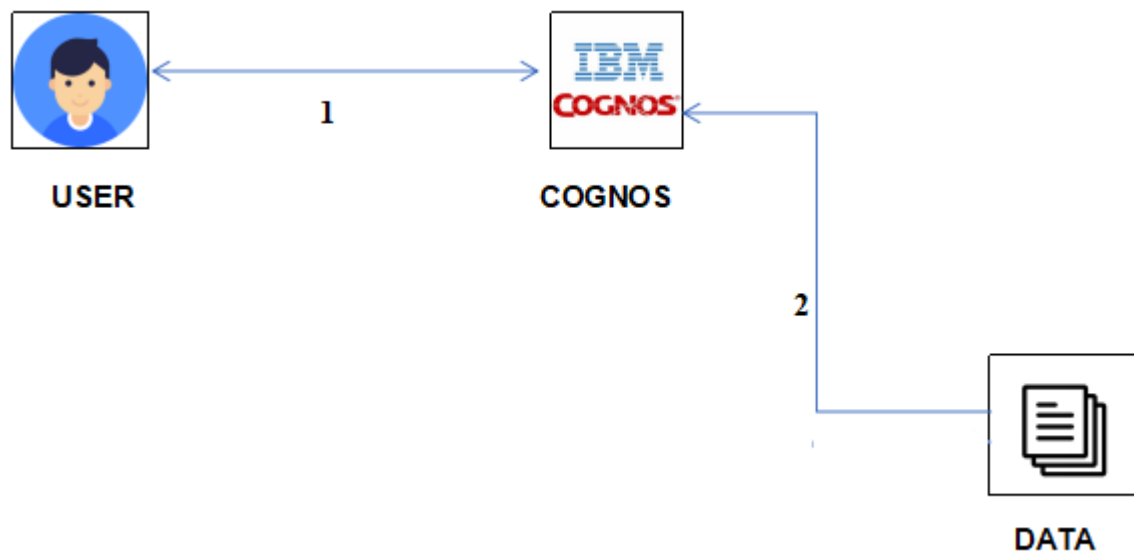 IBM
COGNOS
1
USER
COGNOS
2
DATA